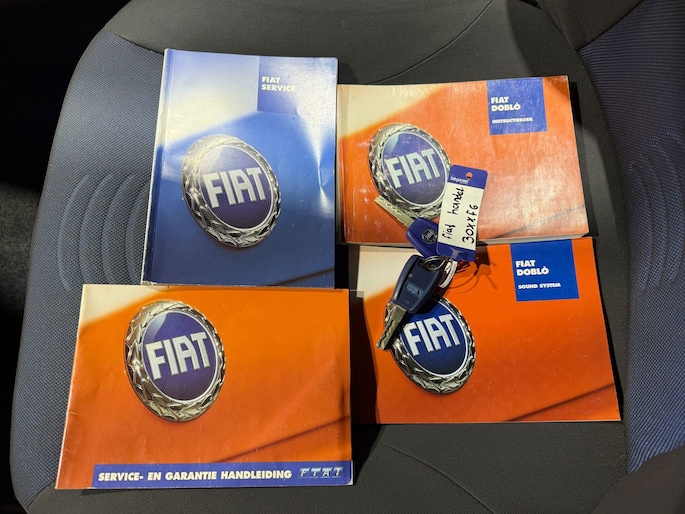 FIAT
SERVICE
FIAT
FIAT
DOBLÒ
INSTRUCTIEBOEK
FIAT
fiat handel
30XXFG
FIAT
DOBLÒ
SOUND SYSTEM
FIAT
FIAT
SERVICE- EN GARANTIE HANDLEIDING FIAT